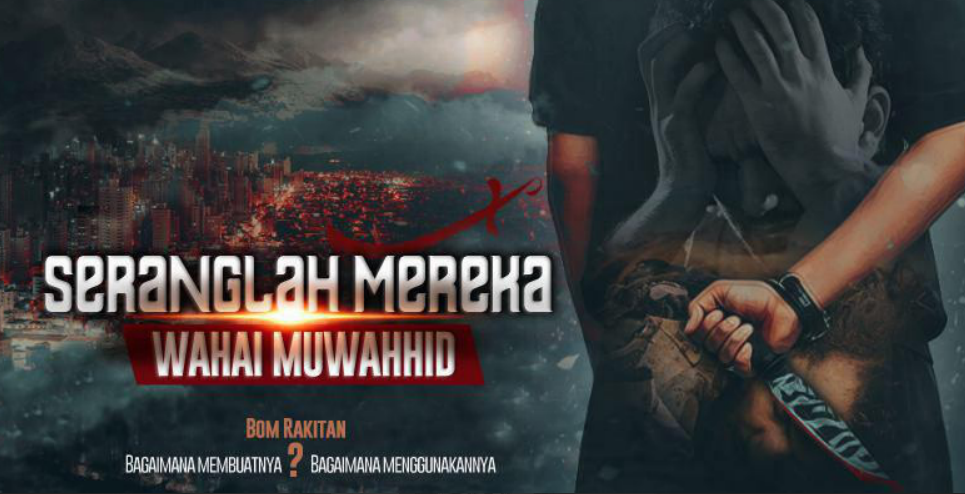 SERANGLAH MEREKA
WAHAI MUWAHHID
BOM RAKITAN
BAGAIMANA MEMBUATNYA ? BAGAIMANA MENGGUNAKANNYA